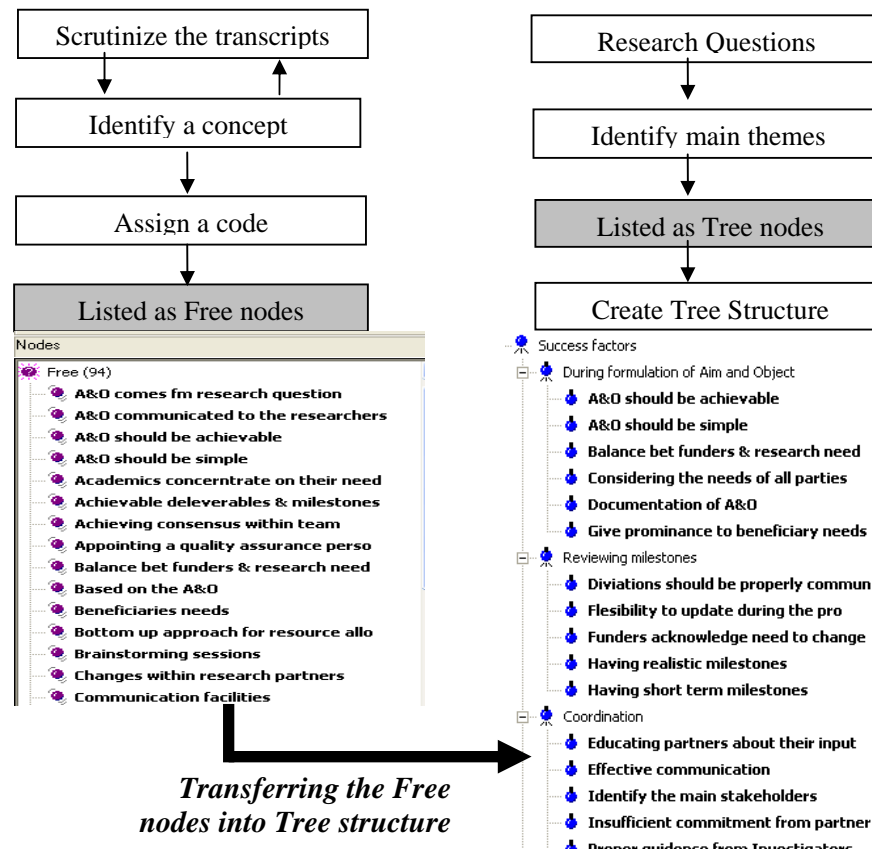 Scrutinize the transcripts
Identify a concept
Assign a code
Listed as Free nodes
Nodes
Free (94)
A&O comes fm research question
A&O communicated to the researchers
A&O should be achievable
A&O should be simple
Academics concerntrate on their need
Achievable deleverables & milestones
Achieving consensus within team
Appointing a quality assurance perso
Balance bet funders & research need
Based on the A&O
Beneficiaries needs
Bottom up approach for resource allo
Brainstorming sessions
Changes within research partners
Communication facilities
Transferring the Free
nodes into Tree structure
Research Questions
Identify main themes
Listed as Tree nodes
Create Tree Structure
Success factors
During formulation of Aim and Object
A&O should be achievable
A&O should be simple
Balance bet funders & research need
Considering the needs of all parties
Documentation of A&O
Give prominance to beneficiary needs
Reviewing milestones
Diviations should be properly commun
Flesibility to update during the pro
Funders acknowledge need to change
Having realistic milestones
Having short term milestones
Coordination
Educating partners about their input
Effective communication
Identify the main stakeholders
Insufficient commitment from partner
Proper guidence from Investigators